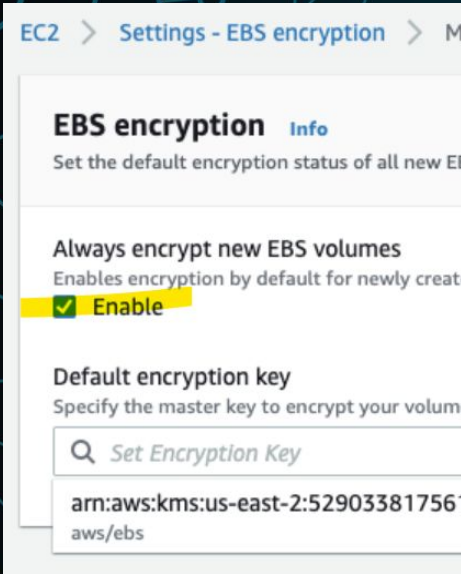 EC2 > Settings - EBS encryption > M
EBS encryption Info
Set the default encryption status of all new E
Always encrypt new EBS volumes
Enables encryption by default for newly creat
Enable
Default encryption key
Specify the master key to encrypt your volum
Set Encryption Key
arn:aws:kms:us-east-2:529033817561
aws/ebs